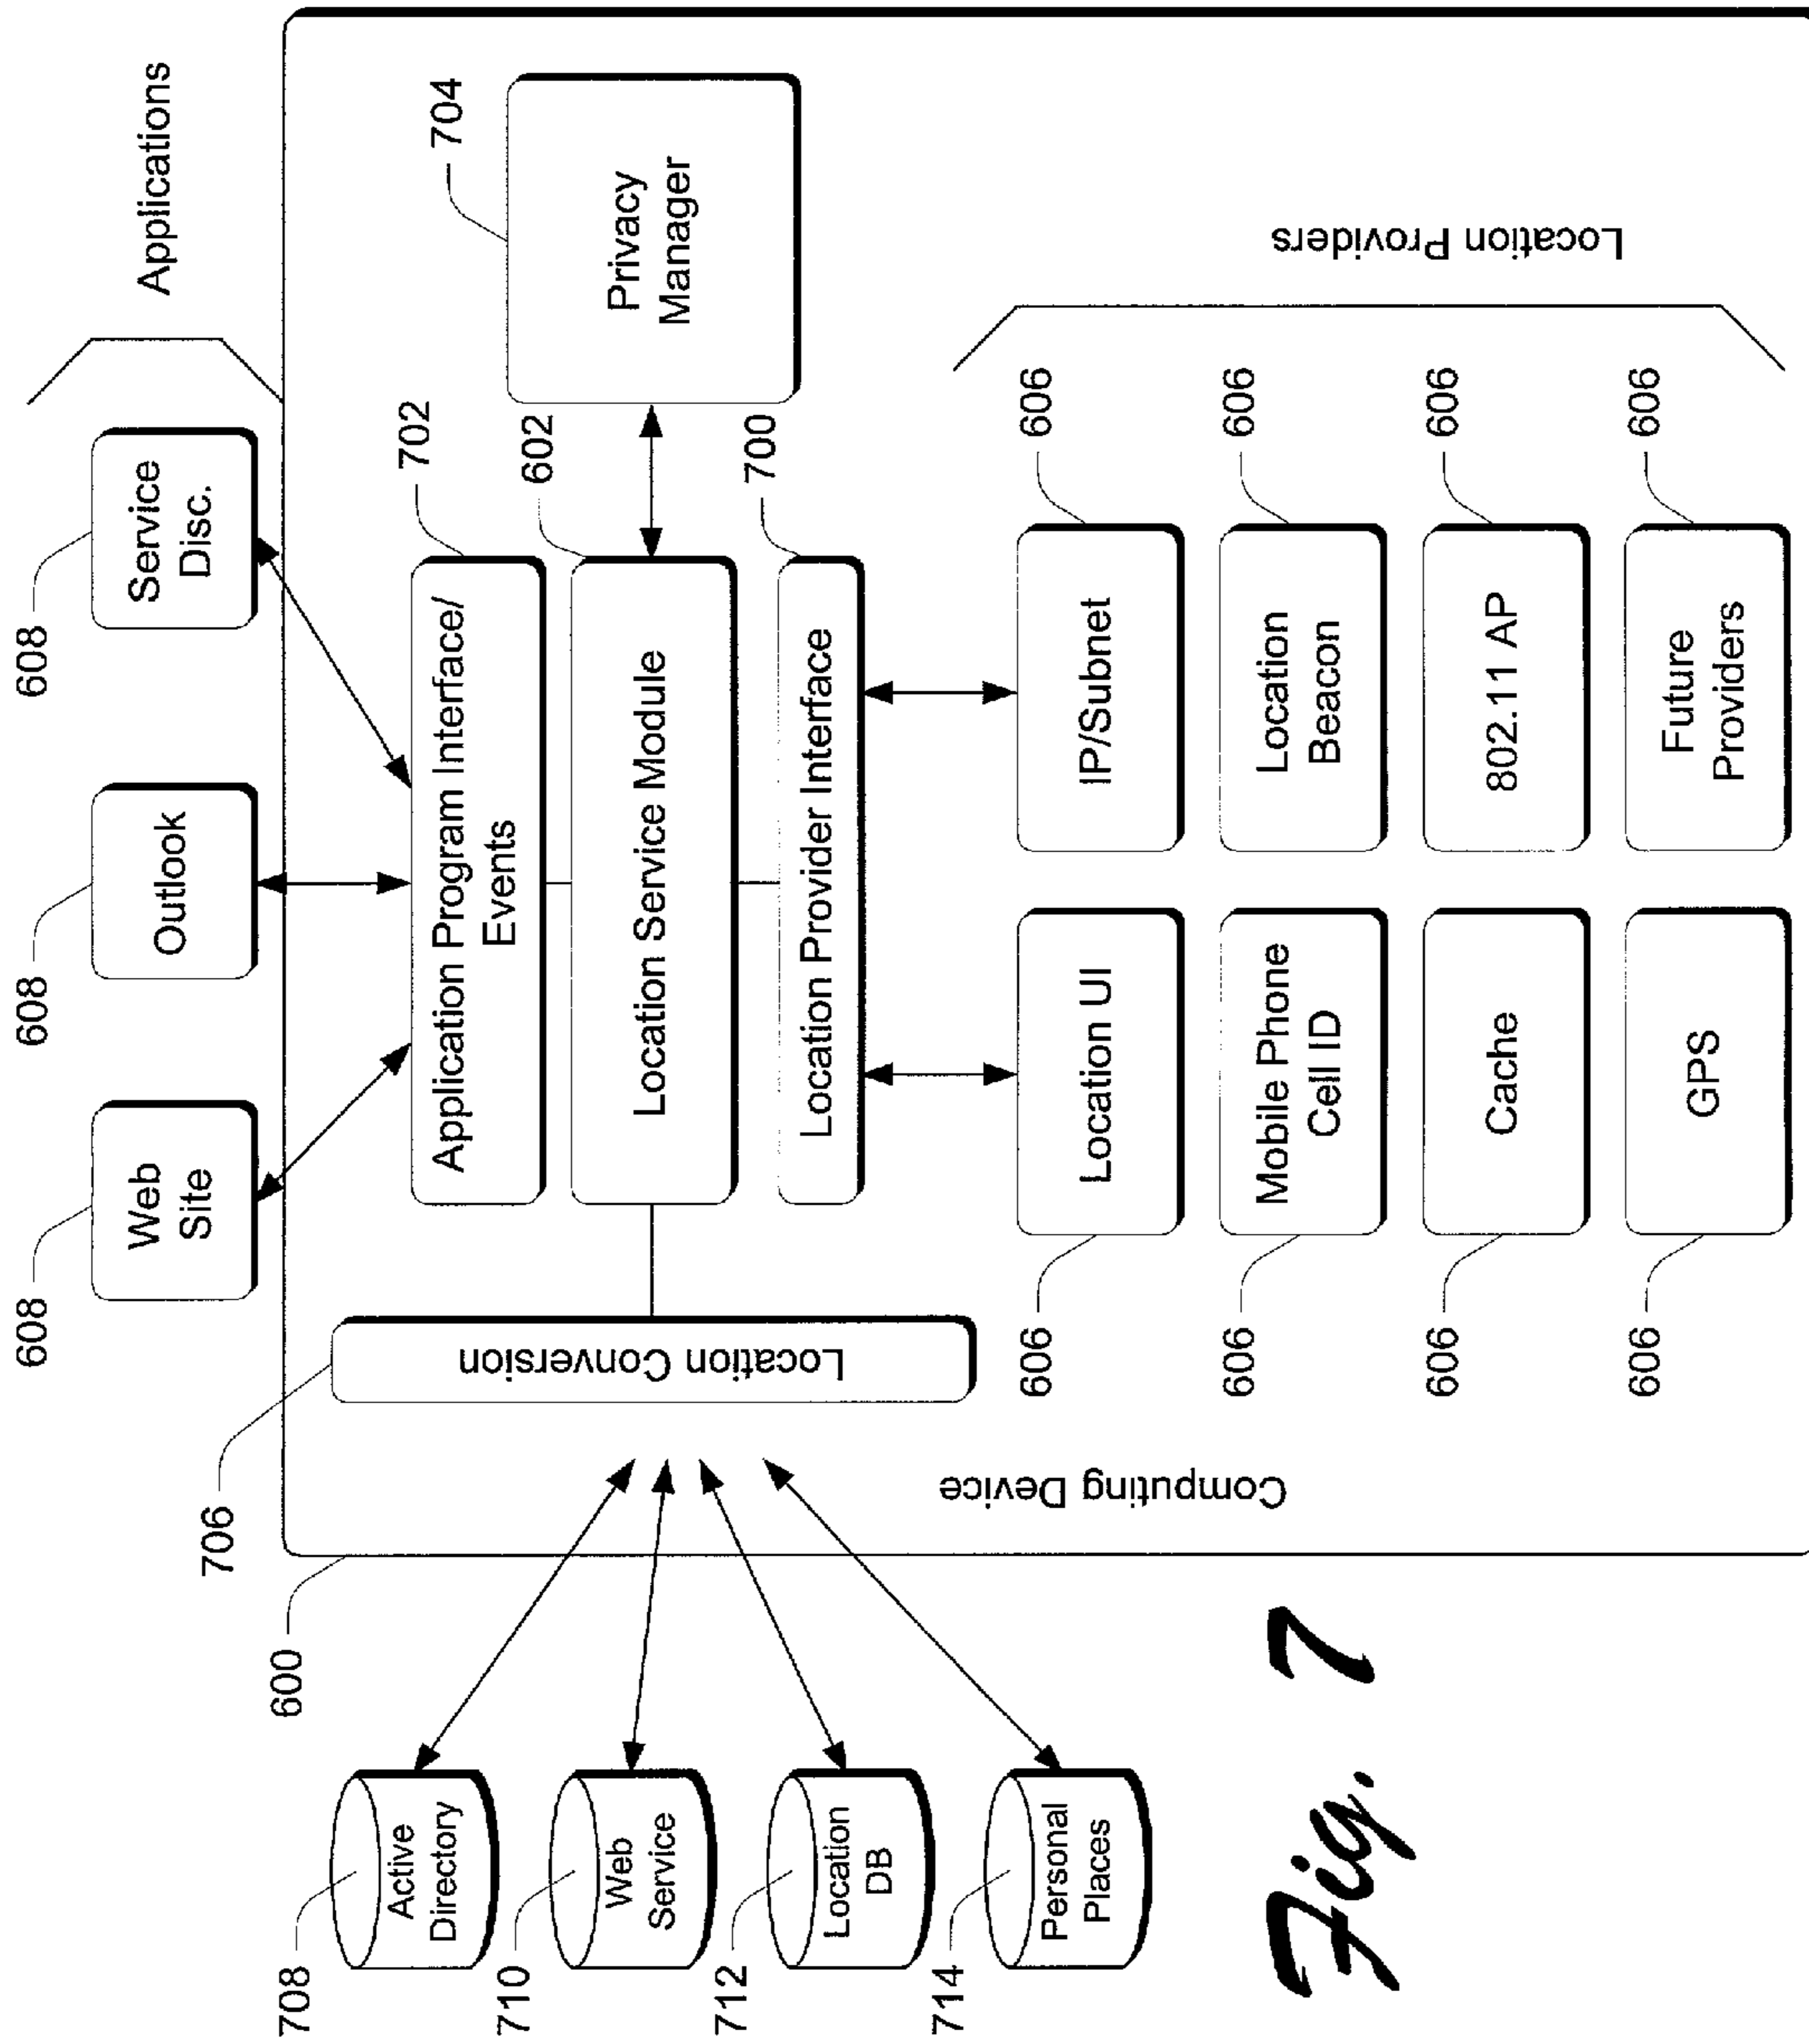 608
608
608
Applications
Web
Site
Outlook
Service
Disc.
706
600
702
602
704
700
Application Program Interface/
Events
Location Service Module
Location Provider Interface
Privacy
Manager
Location Conversion
Computing Device
708
Active
Directory
710
Web
Service
712
Location
DB
714
Personal
Places
606
Location UI
IP/Subnet
606
606
Mobile Phone
Cell ID
Location
Beacon
606
606
Cache
802.11 AP
606
606
GPS
Future
Providers
606
Location Providers
Fig. 7